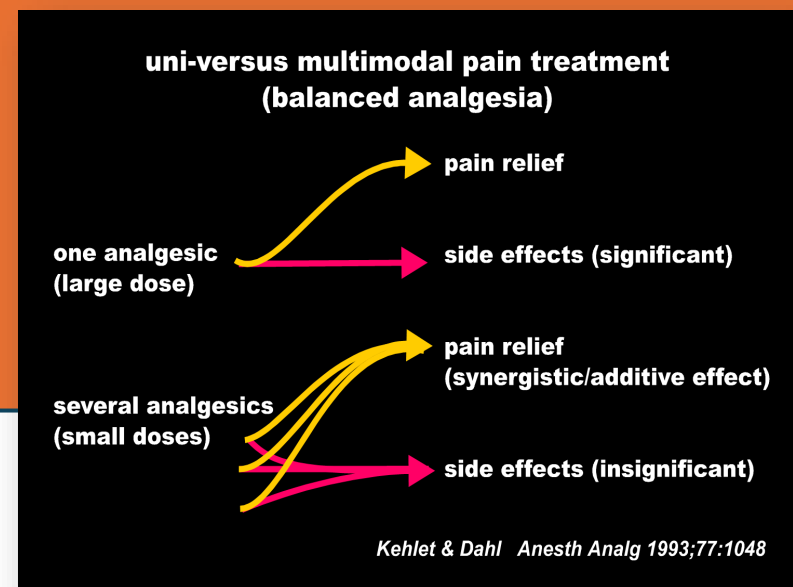 uni-versus multimodal pain treatment
(balanced analgesia)
pain relief
one analgesic
(large dose)
side effects (significant)
pain relief
(synergistic/additive effect)
several analgesics
(small doses)
side effects (insignificant)
Kehlet & Dahl Anesth Analg 1993;77:1048